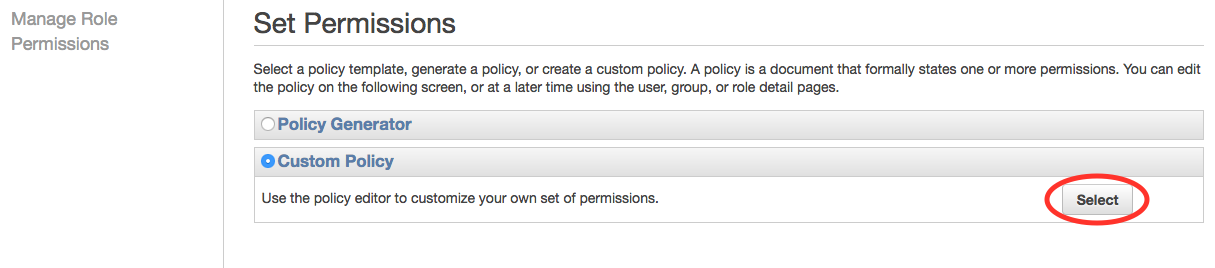 Manage Role
Permissions
Set Permissions
Select a policy template, generate a policy, or create a custom policy. A policy is a document that formally states one or more permissions. You can edit
the policy on the following screen, or at a later time using the user, group, or role detail pages.
Policy Generator
Custom Policy
Use the policy editor to customize your own set of permissions.
Select